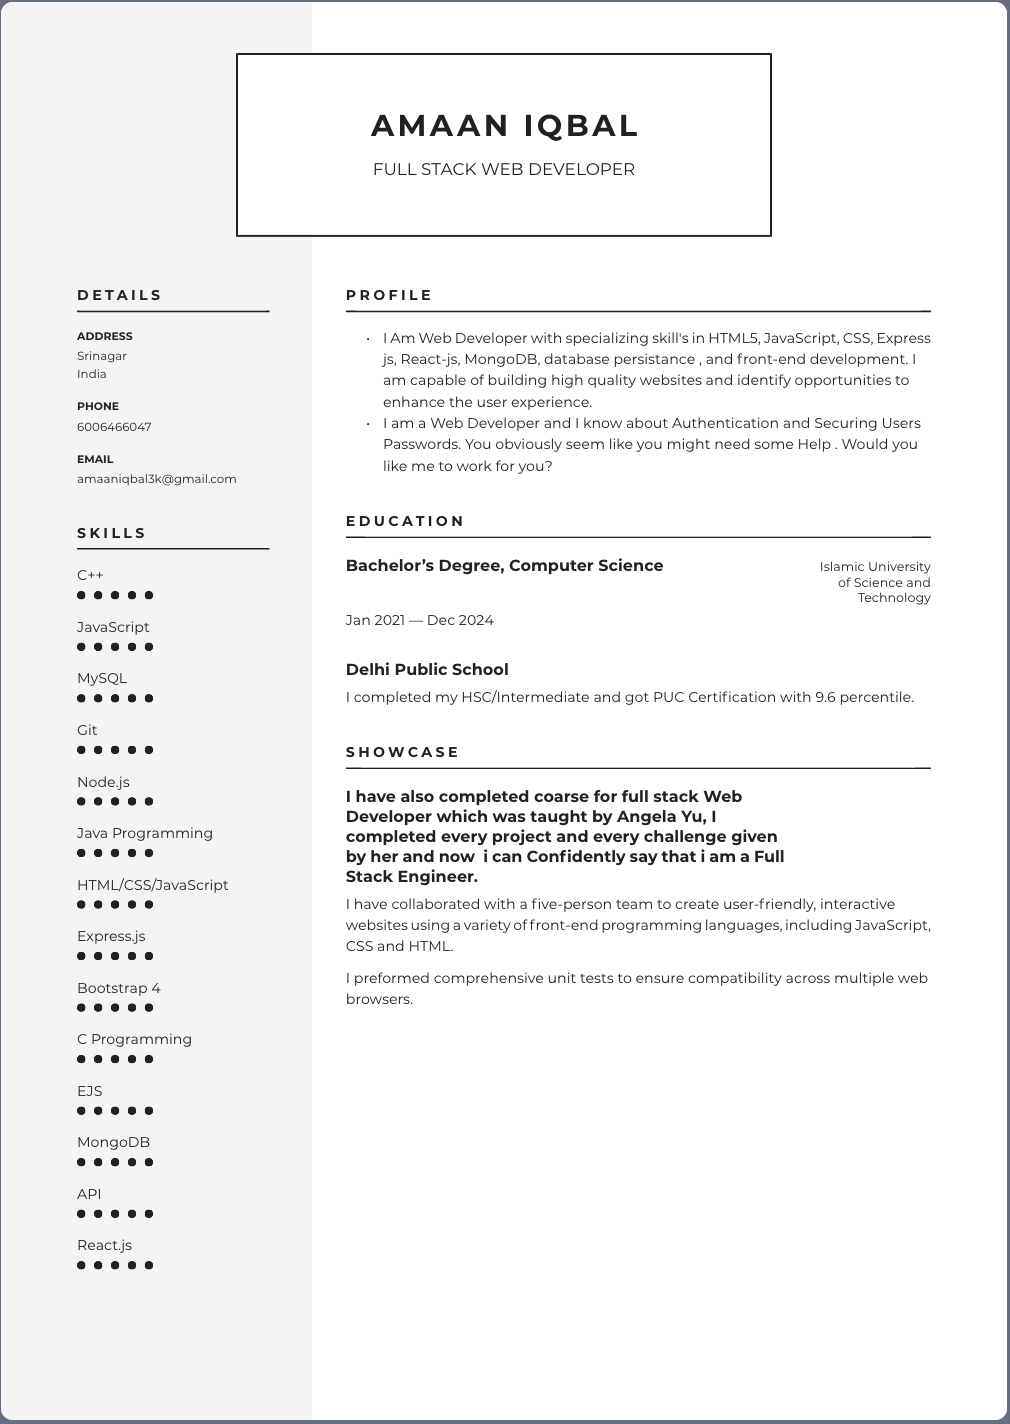 AMAAN IQBAL
FULL STACK WEB DEVELOPER
DETAILS
ADDRESS
Srinagar
India
PHONE
6006466047
EMAIL
amaaniqbal3k@gmail.com
SKILLS
C++
JavaScript
MySQL
Git
Node.js
Java Programming
HTML/CSS/JavaScript
Express.js
Bootstrap 4
C Programming
EJS
MongoDB
API
React.js
PROFILE
• I Am Web Developer with specializing skill's in HTML5, JavaScript, CSS, Express
js, React-js, MongoDB, database persistance , and front-end development. I
am capable of building high quality websites and identify opportunities to
enhance the user experience.
• I am a Web Developer and I know about Authentication and Securing Users
Passwords. You obviously seem like you might need some Help . Would you
like me to work for you?
EDUCATION
Bachelor’s Degree, Computer Science
Islamic University
of Science and
Technology
Jan 2021 — Dec 2024
Delhi Public School
I completed my HSC/Intermediate and got PUC Certification with 9.6 percentile.
SHOWCASE
I have also completed coarse for full stack Web
Developer which was taught by Angela Yu, I
completed every project and every challenge given
by her and now  i can Confidently say that i am a Full
Stack Engineer.
I have collaborated with a five-person team to create user-friendly, interactive
websites using a variety of front-end programming languages, including JavaScript,
CSS and HTML.
I preformed comprehensive unit tests to ensure compatibility across multiple web
browsers.